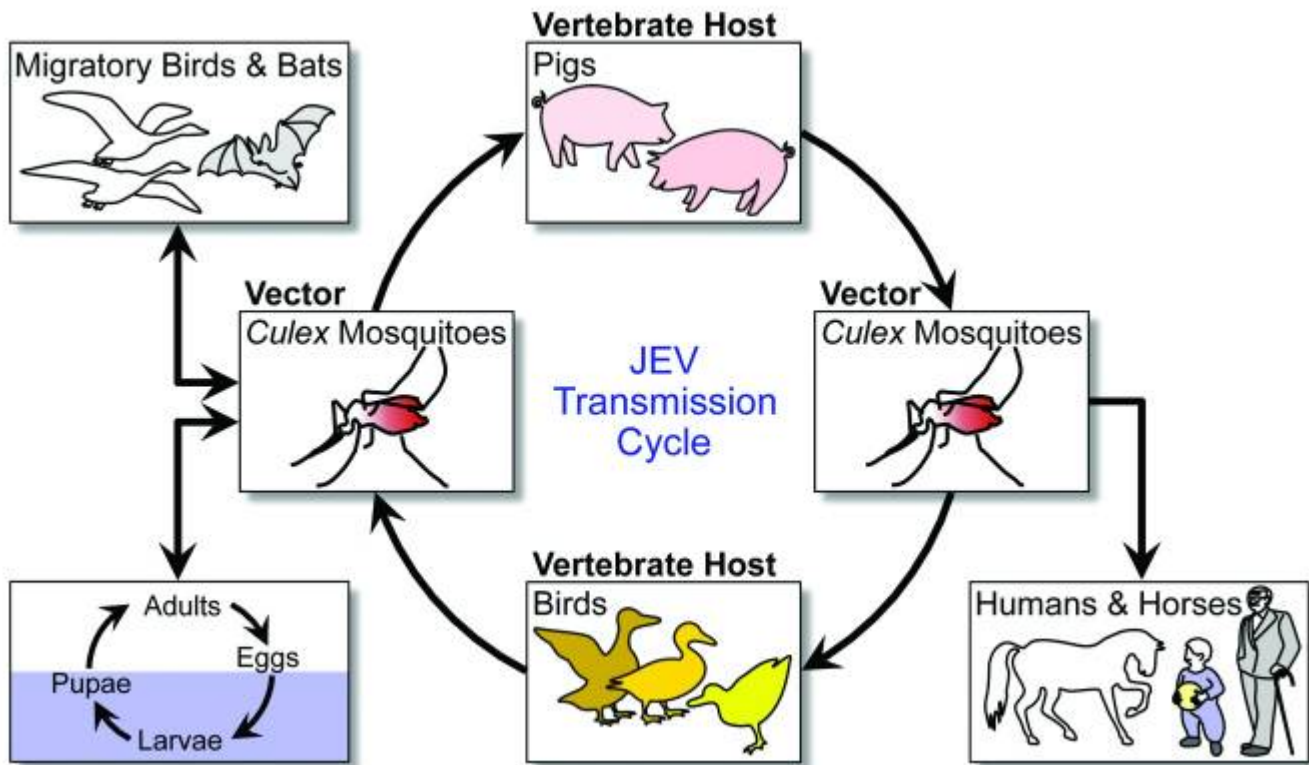 Vertebrate Host
Migratory Birds & Bats
Pigs
Vector
Culex Mosquitoes
Vector
Culex Mosquitoes
JEV
Transmission
Cycle
Vertebrate Host
Birds
Humans & Horses
Adults
Eggs
Pupae
Larvae